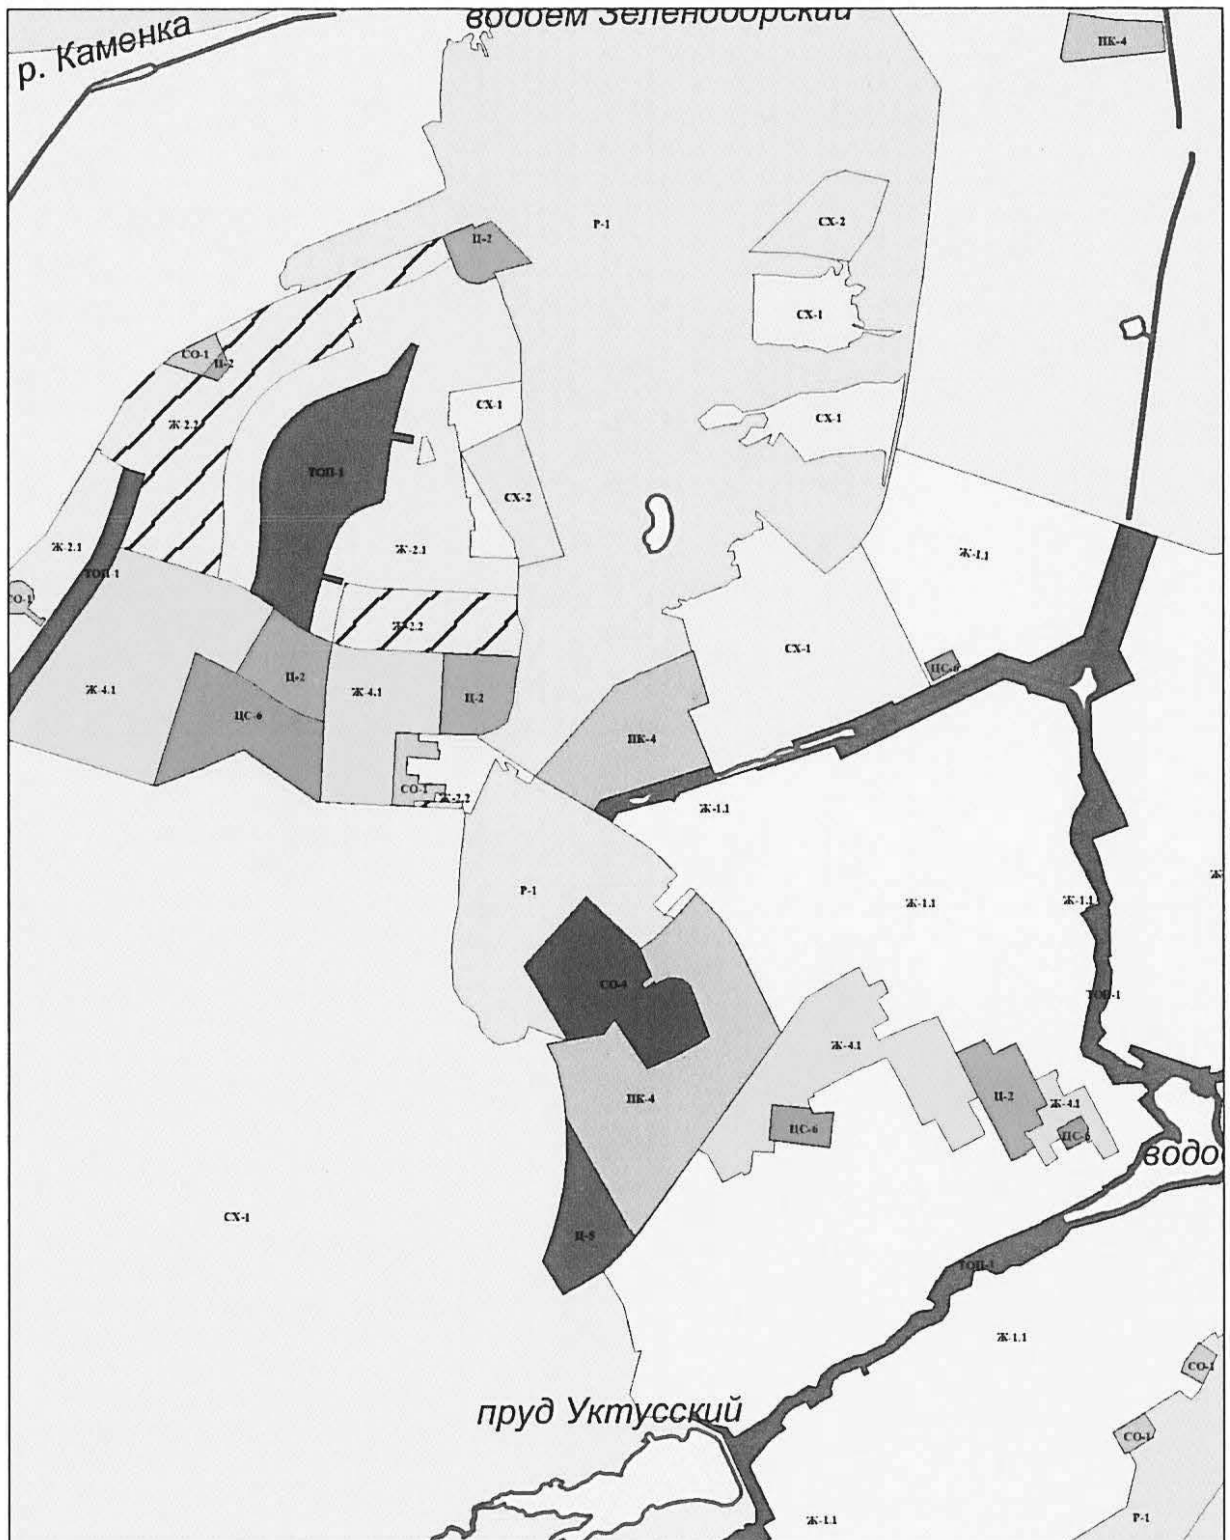 водоем Зеленоборский
р. Каменка
ПК-4
СХ-2
Р-1
Ц-2
СХ-1
СО-1
Ц-2
СХ-1
СХ-1
Ж-2.2
ТОП-1
СХ-2
Ж-2.1
Ж-2.1
Ж-1.1
ТОП-1
СО-1
Ж-2.2
СХ-1
ЦС-6
Ц-2
Ж-4.1
Ж-4.1
Ц-2
ЦС-6
ПК-4
СО-1
Ж-2.2
Ж-1.1
Р-1
Ж-1.1
Ж-1.1
Ж
СО-4
ТОП-1
Ж-4.1
ПК-4
Ц-2
Ж-4.1
ЦС-6
водо
СХ-1
Ц-5
ТОП-1
Ж-1.1
СО-1
пруд Уктусский
СО-1
Ж-1.1
Р-1